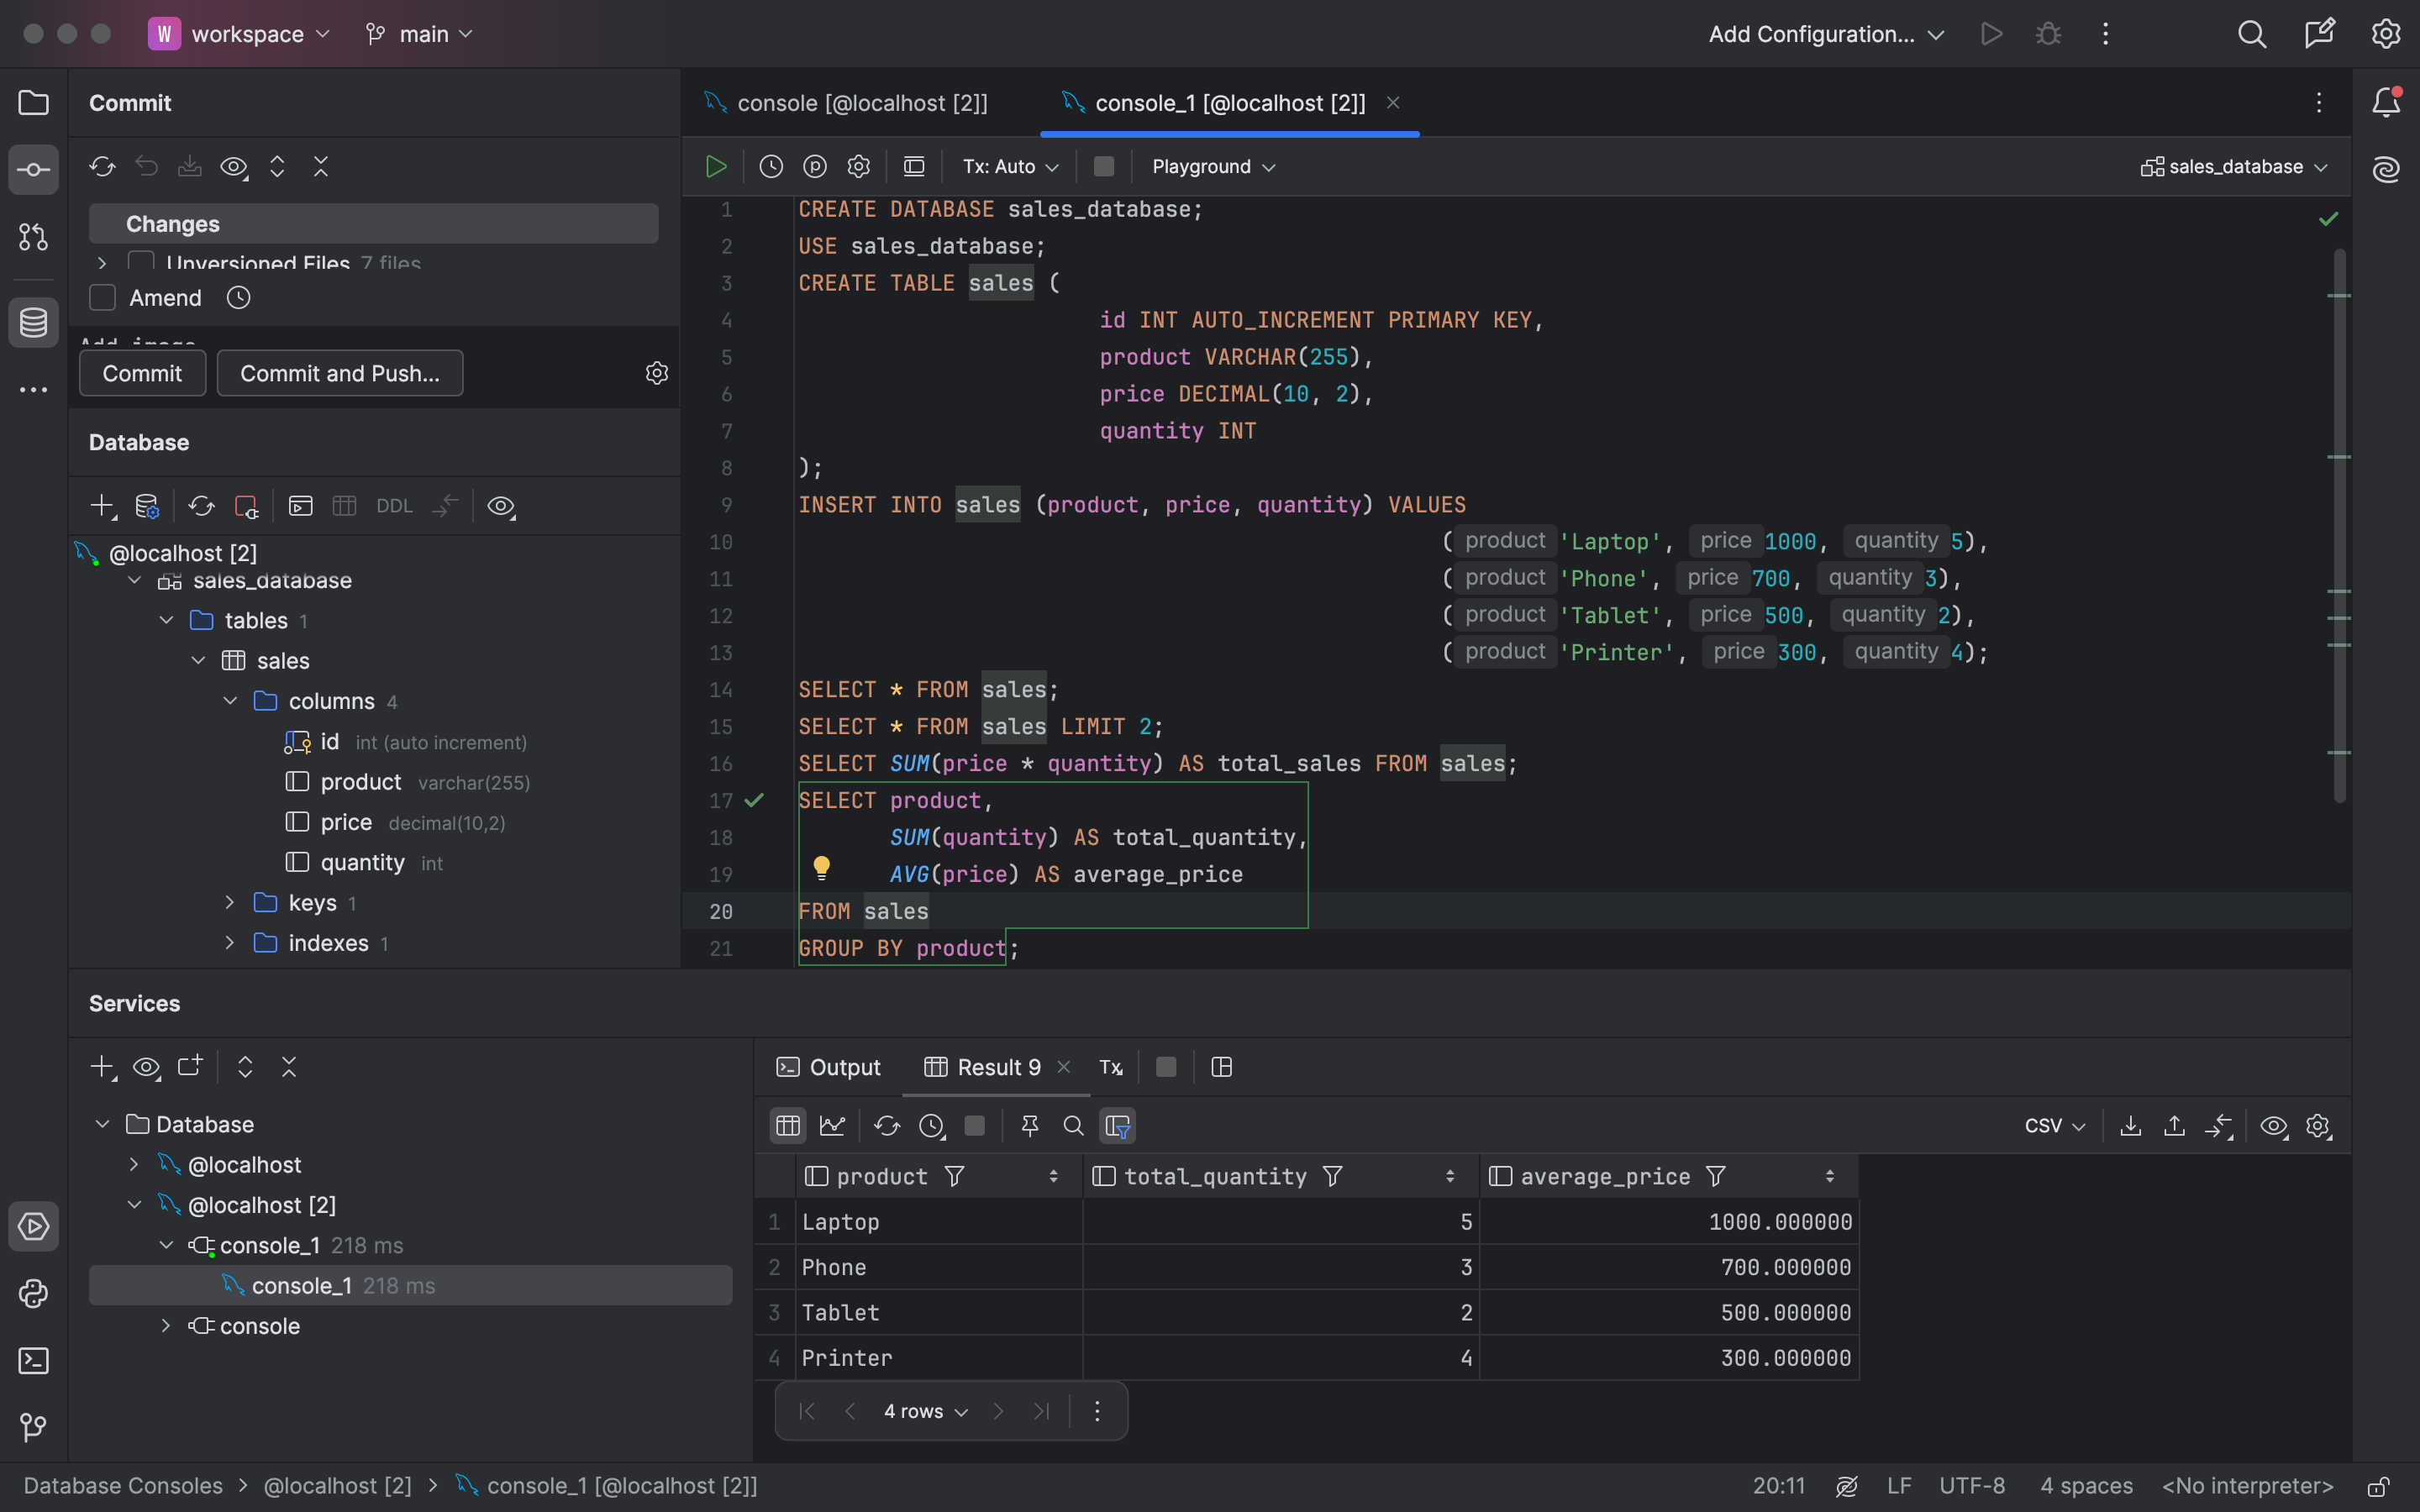 W workspace main Add Configuration...
Commit
Changes
Unversioned Files 7 files
Amend
Commit Commit and Push...
Database
DDL
@localhost [2]
sales_database
tables 1
sales
columns 4
id int (auto increment)
product varchar(255)
price decimal(10,2)
quantity int
keys 1
indexes 1
console [@localhost [2]] console_1 [@localhost [2]]
Tx: Auto Playground sales_database
1 CREATE DATABASE sales_database;
2 USE sales_database;
3 CREATE TABLE sales (
4 id INT AUTO_INCREMENT PRIMARY KEY,
5 product VARCHAR(255),
6 price DECIMAL(10, 2),
7 quantity INT
8 );
9 INSERT INTO sales (product, price, quantity) VALUES
10 ( product 'Laptop', price 1000, quantity 5),
11 ( product 'Phone', price 700, quantity 3),
12 ( product 'Tablet', price 500, quantity 2),
13 ( product 'Printer', price 300, quantity 4);
14 SELECT * FROM sales;
15 SELECT * FROM sales LIMIT 2;
16 SELECT SUM(price * quantity) AS total_sales FROM sales;
17 SELECT product,
18 SUM(quantity) AS total_quantity,
19 AVG(price) AS average_price
20 FROM sales
21 GROUP BY product;
Services
Database
@localhost
@localhost [2]
console_1 218 ms
console_1 218 ms
console
Output Result 9 Tx
CSV
product total_quantity average_price
1 Laptop 5 1000.000000
2 Phone 3 700.000000
3 Tablet 2 500.000000
4 Printer 4 300.000000
4 rows
Database Consoles > @localhost [2] > console_1 [@localhost [2]] 20:11 LF UTF-8 4 spaces <No interpreter>